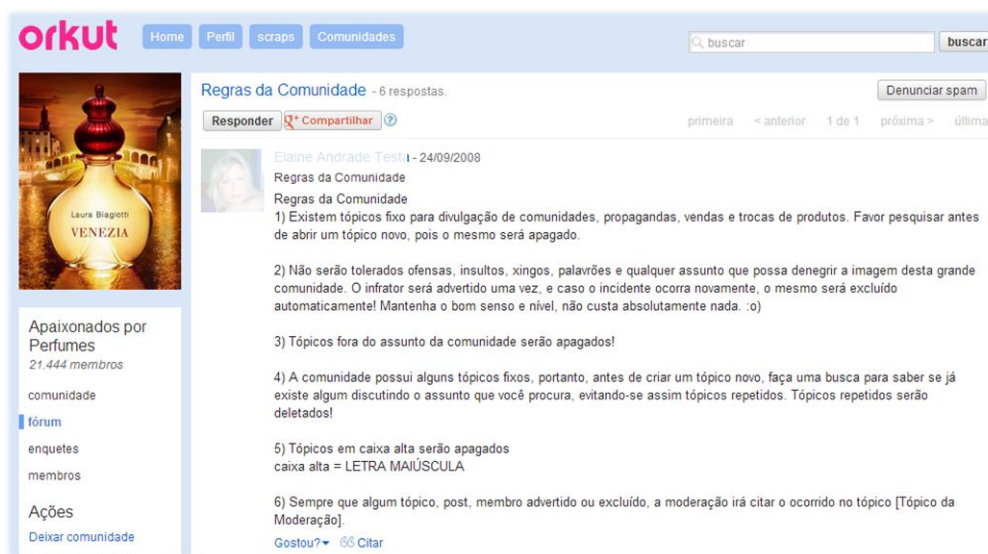 orkut
Home Perfil scraps Comunidades
buscar buscar
Regras da Comunidade - 6 respostas.
Denunciar spam
Responder g+ Compartilhar ?
primeira < anterior 1 de 1 próxima > última
Elaine Andrade Testa - 24/09/2008
Regras da Comunidade
Regras da Comunidade
1) Existem tópicos fixo para divulgação de comunidades, propagandas, vendas e trocas de produtos. Favor pesquisar antes
de abrir um tópico novo, pois o mesmo será apagado.
2) Não serão tolerados ofensas, insultos, xingos, palavrões e qualquer assunto que possa denegrir a imagem desta grande
comunidade. O infrator será advertido uma vez, e caso o incidente ocorra novamente, o mesmo será excluído
automaticamente! Mantenha o bom senso e nível, não custa absolutamente nada. :o)
3) Tópicos fora do assunto da comunidade serão apagados!
4) A comunidade possui alguns tópicos fixos, portanto, antes de criar um tópico novo, faça uma busca para saber se já
existe algum discutindo o assunto que você procura, evitando-se assim tópicos repetidos. Tópicos repetidos serão
deletados!
5) Tópicos em caixa alta serão apagados
caixa alta = LETRA MAIÚSCULA
6) Sempre que algum tópico, post, membro advertido ou excluído, a moderação irá citar o ocorrido no tópico [Tópico da
Moderação].
Gostou? Citar
Laura Biagiotti
VENEZIA
Apaixonados por
Perfumes
21.444 membros
comunidade
fórum
enquetes
membros
Ações
Deixar comunidade